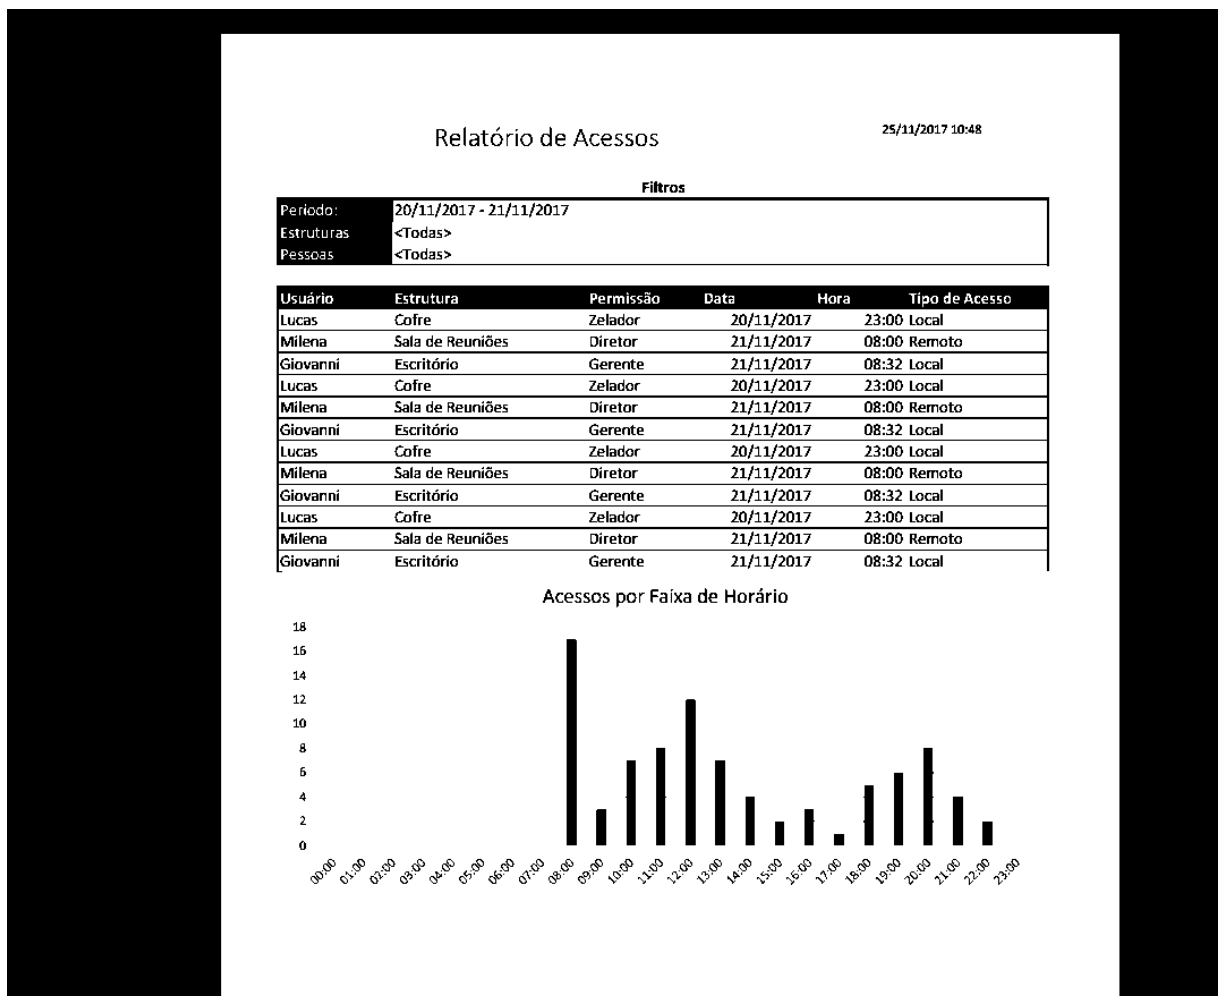 Relatório de Acessos 25/11/2017 10:48
Filtros
Período: 20/11/2017 - 21/11/2017
Estruturas <Todas>
Pessoas <Todas>
Usuário Estrutura Permissão Data Hora Tipo de Acesso
Lucas Cofre Zelador 20/11/2017 23:00 Local
Milena Sala de Reuniões Diretor 21/11/2017 08:00 Remoto
Giovanni Escritório Gerente 21/11/2017 08:32 Local
Lucas Cofre Zelador 20/11/2017 23:00 Local
Milena Sala de Reuniões Diretor 21/11/2017 08:00 Remoto
Giovanni Escritório Gerente 21/11/2017 08:32 Local
Lucas Cofre Zelador 20/11/2017 23:00 Local
Milena Sala de Reuniões Diretor 21/11/2017 08:00 Remoto
Giovanni Escritório Gerente 21/11/2017 08:32 Local
Lucas Cofre Zelador 20/11/2017 23:00 Local
Milena Sala de Reuniões Diretor 21/11/2017 08:00 Remoto
Giovanni Escritório Gerente 21/11/2017 08:32 Local
Acessos por Faixa de Horário
18
16
14
12
10
8
6
4
2
0
00:00 01:00 02:00 03:00 04:00 05:00 06:00 07:00 08:00 09:00 10:00 11:00 12:00 13:00 14:00 15:00 16:00 17:00 18:00 19:00 20:00 21:00 22:00 23:00